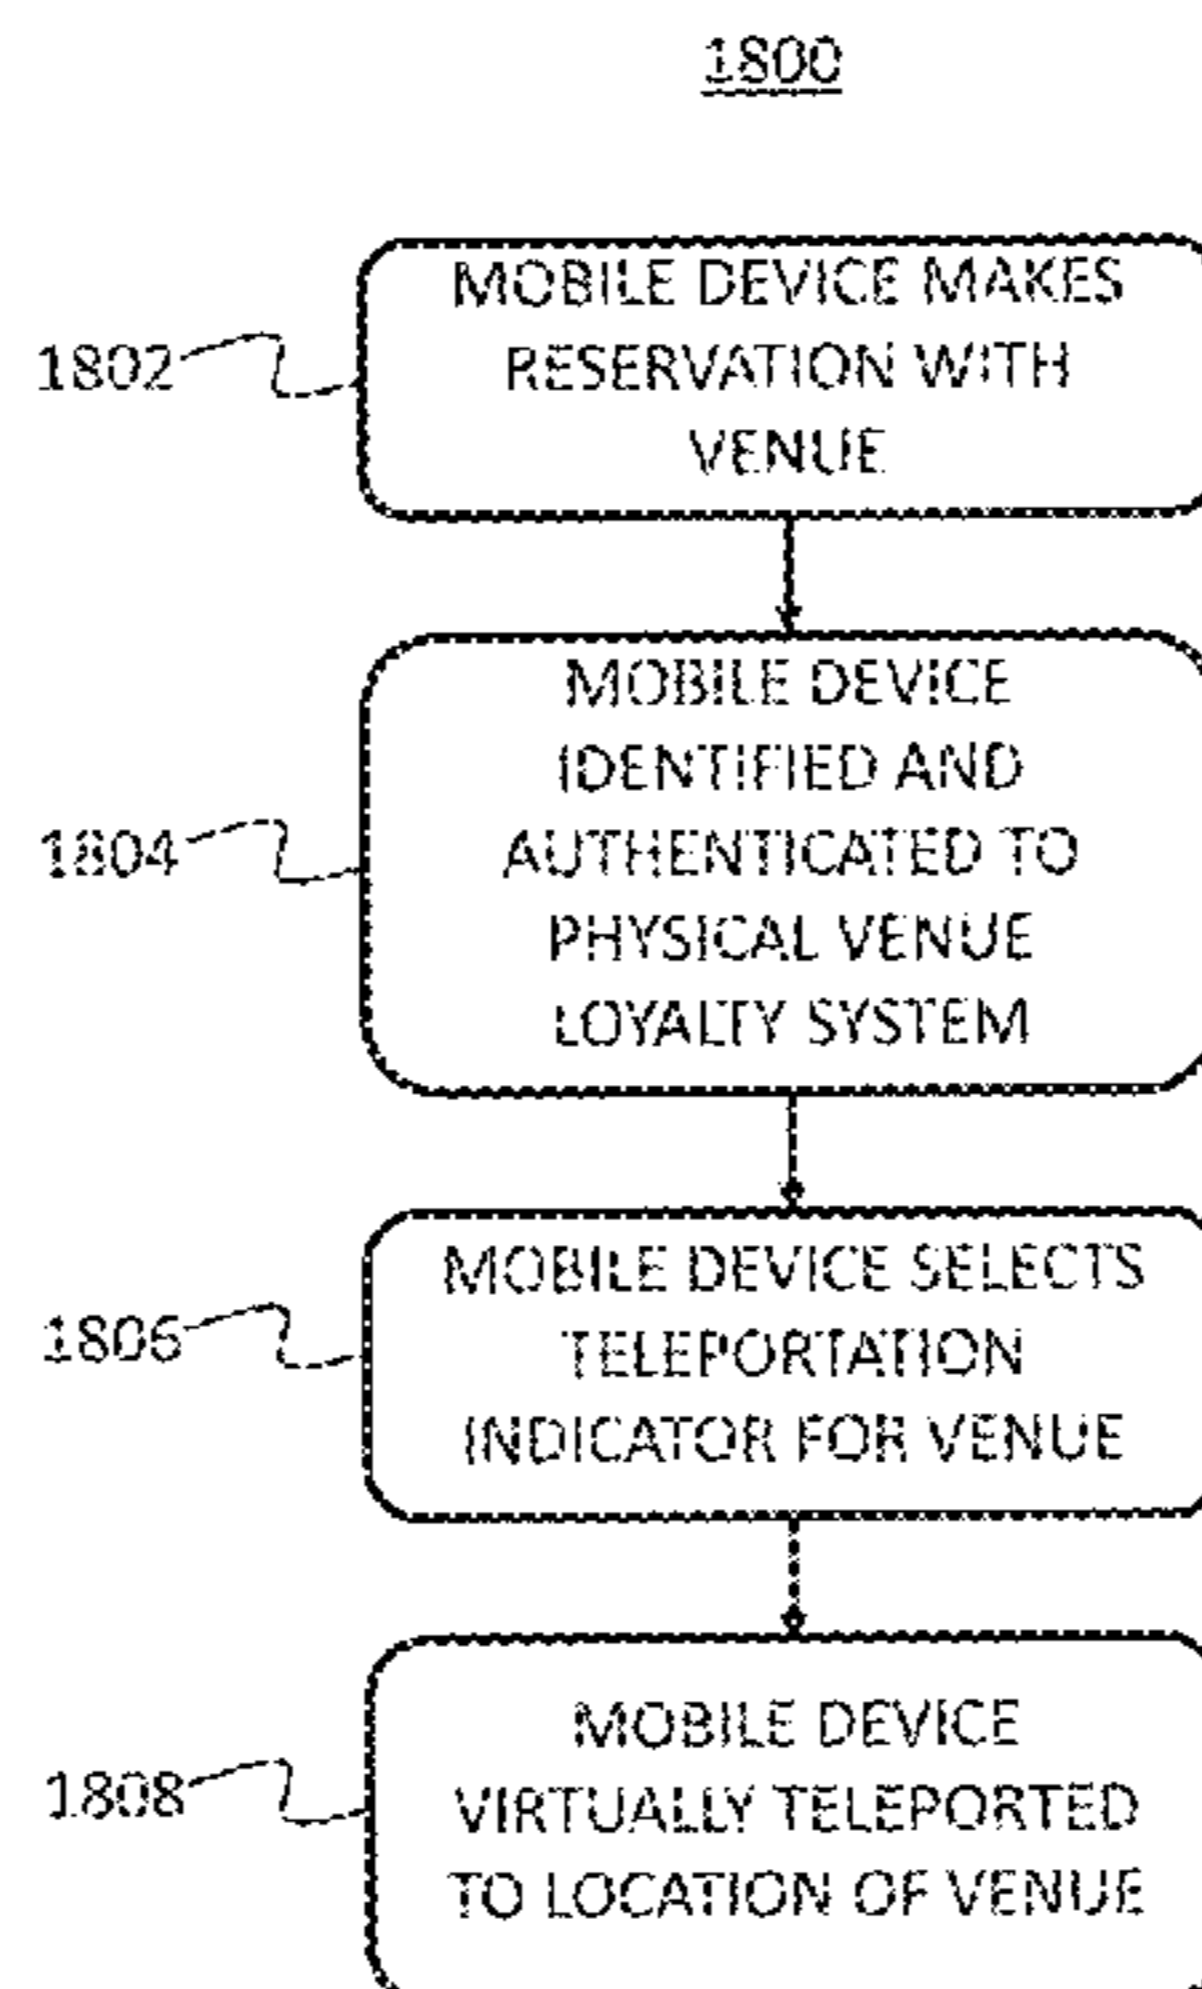 1800
MOBILE DEVICE MAKES
1802
RESERVATION WITH
VENUE
MOBILE DEVICE
IDENTIFIED AND
1804
AUTHENTICATED TO
PHYSICAL VENUE
LOYALTY SYSTEM
MOBILE DEVICE SELECTS
1806
TELEPORTATION
INDICATOR FOR VENUE
MOBILE DEVICE
1808
VIRTUALLY TELEPORTED
TO LOCATION OF VENUE